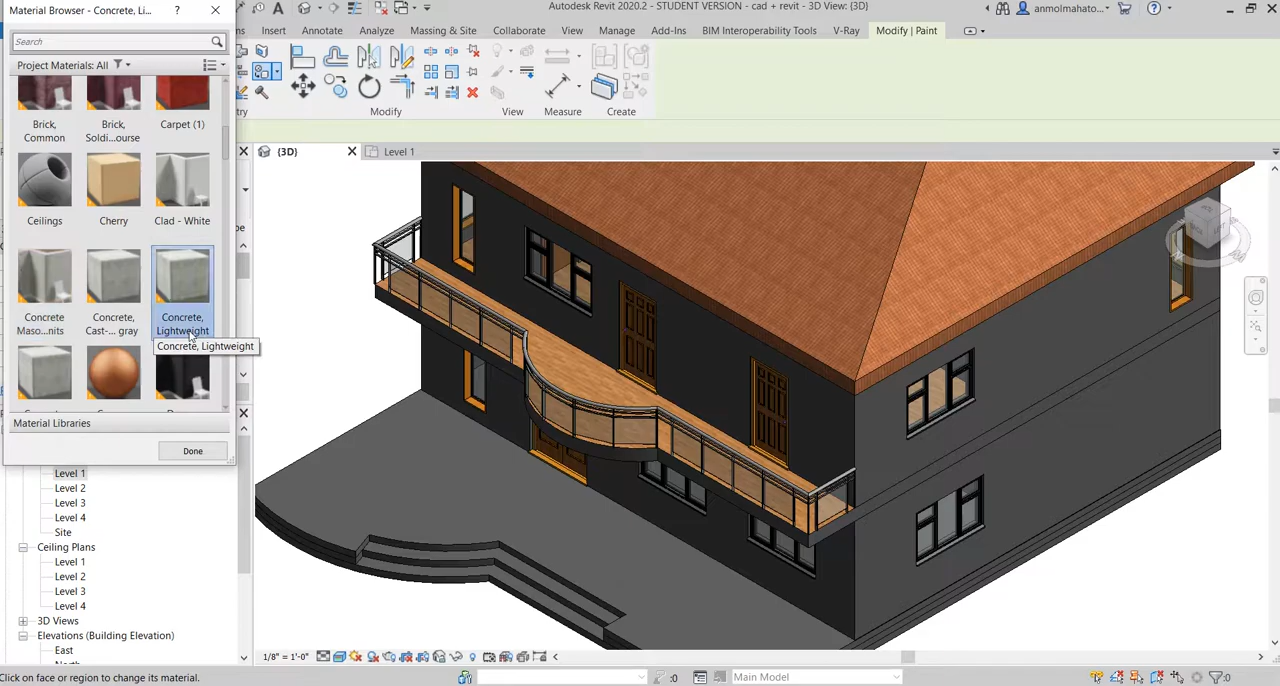 Material Browser - Concrete, Li...
?
A
Autodesk Revit 2020.2 - STUDENT VERSION - cad + revit - 3D View: {3D}
anmolmahato...
Insert
Annotate
Analyze
Massing & Site
Collaborate
View
Manage
Add-Ins
BIM Interoperability Tools
V-Ray
Modify | Paint
Search
Project Materials: All
Modify
View
Measure
Create
{3D}
Level 1
Brick,
Common
Brick,
Soldi...ourse
Carpet (1)
Ceilings
Cherry
Clad - White
Concrete
Maso...nits
Concrete,
Cast-... gray
Concrete,
Lightweight
Concrete, Lightweight
Material Libraries
Done
Level 1
Level 2
Level 3
Level 4
Site
Ceiling Plans
Level 1
Level 2
Level 3
Level 4
3D Views
Elevations (Building Elevation)
East
1/8" = 1'-0"
Click on face or region to change its material.
:0
Main Model
:0